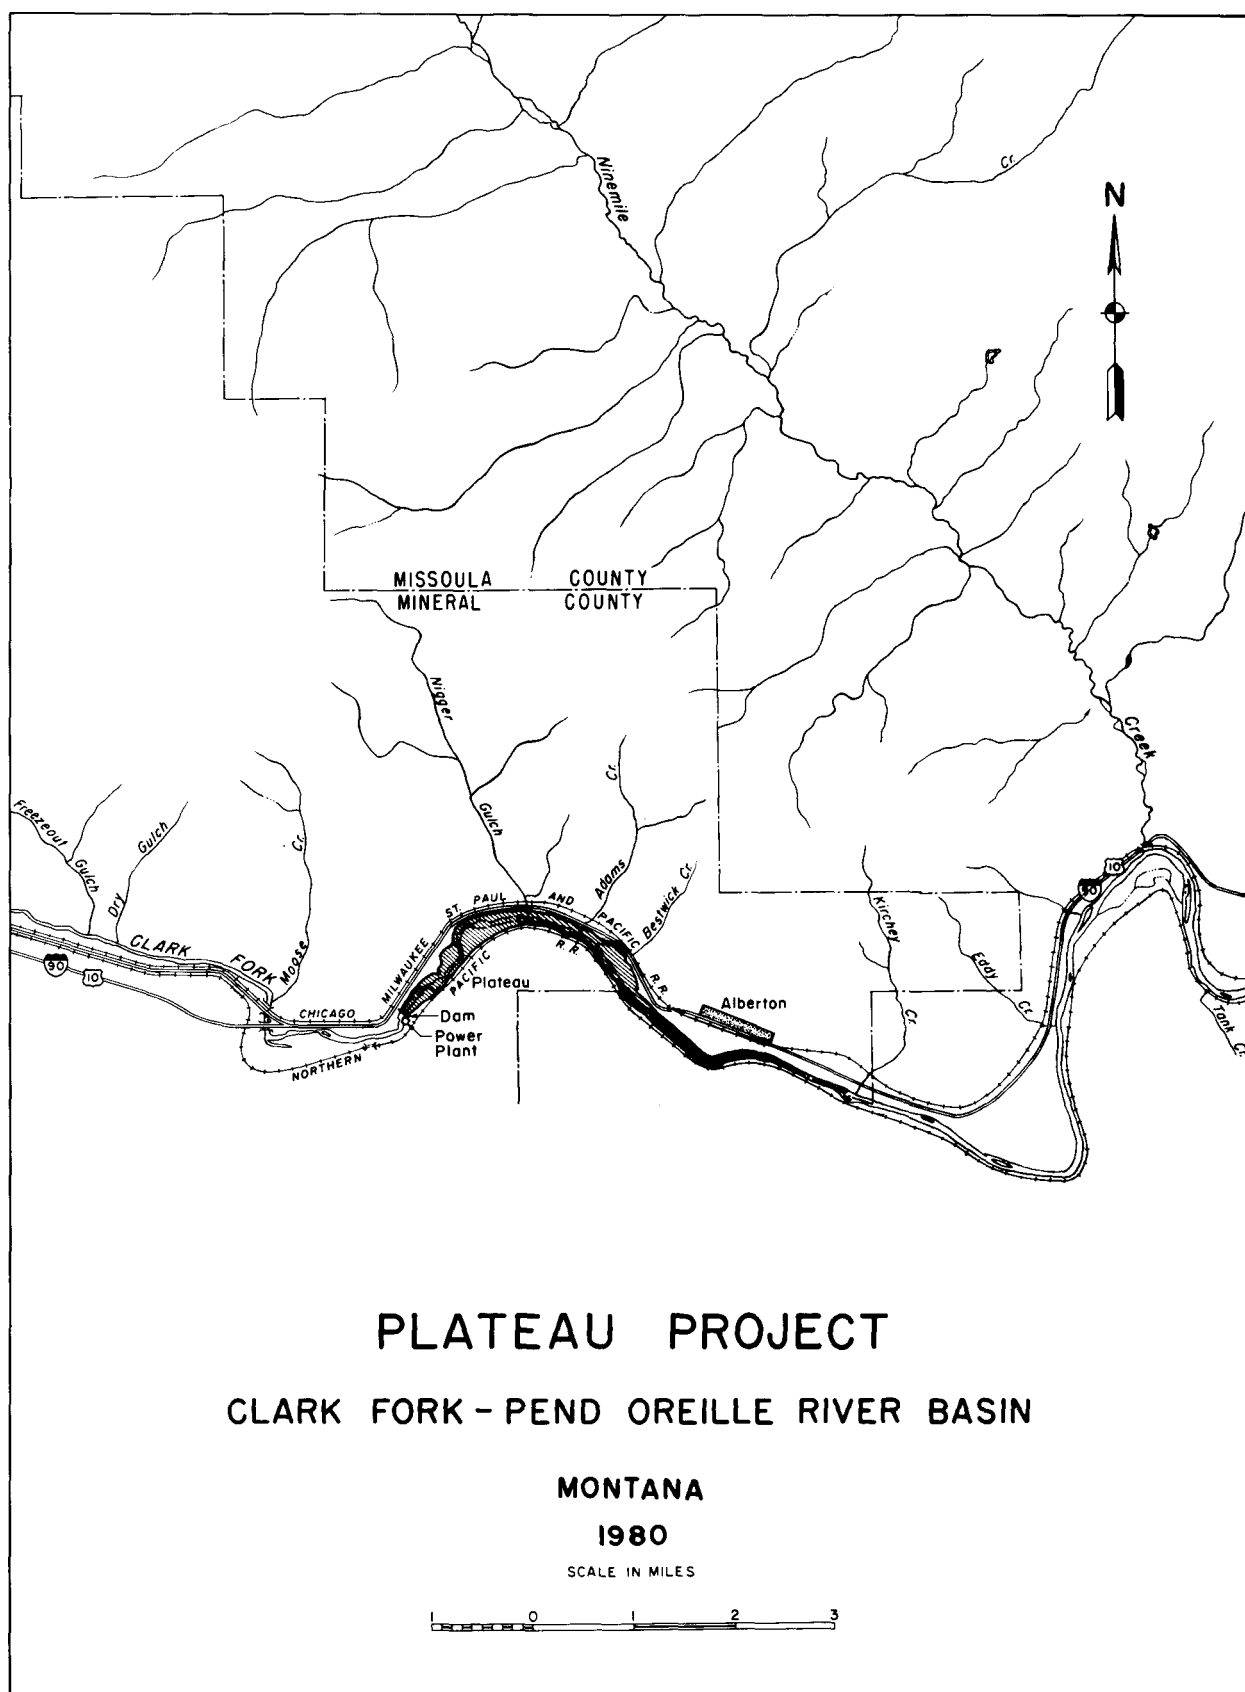 Ninemile
Cr.
N
MISSOULA COUNTY
MINERAL COUNTY
Nigger
Gulch
Creek
Freezeout
Gulch
Dry
Gulch
Cr.
Moose
Cr.
Adams
Bestwick Cr.
Kirchey
Cr.
Eddy
Cr.
Tank Cr.
10
90
CLARK FORK
90
10
CHICAGO
MILWAUKEE
ST. PAUL AND
PACIFIC
R.R.
NORTHERN
PACIFIC
R.R.
Plateau
Dam
Power
Plant
Alberton
PLATEAU PROJECT
CLARK FORK - PEND OREILLE RIVER BASIN
MONTANA
1980
SCALE IN MILES
1 0 1 2 3